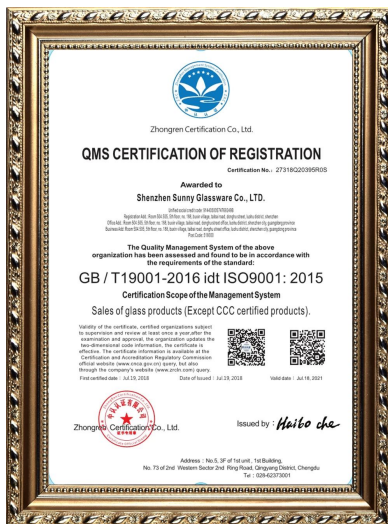 Zhongren Certification Co., Ltd.
QMS CERTIFICATION OF REGISTRATION
Certification No.: 27318Q20395R0S
Awarded to
Shenzhen Sunny Glassware Co., LTD.
The Quality Management System of the above
organization has been assessed and found to be in accordance with
the requirements of the standard:
GB / T19001-2016 idt ISO9001: 2015
Certification Scope of the Management System
Sales of glass products (Except CCC certified products).
Validity of the certificate, certified organizations subject
to supervision and review at least once a year, after the
examination and approval, the organization updates the
two-dimensional code information, the certificate is
effective. The certificate information is available at the
Certification and Accreditation Regulatory Commission
official website (www.cnca.gov.cn) query, but also
through the company's website (www.zrcln.com) query.
First certified date : Jul.19, 2018 Date of Issued : Jul.19, 2018 Valid date : Jul.18, 2021
Zhongren Certification Co., Ltd.
Issued by : Haibo che
Address : No.5, 3F of 1st unit, 1st Building,
No. 73 of 2nd Western Sector 2nd Ring Road, Qingyang District, Chengdu
Tel : 028-62373001